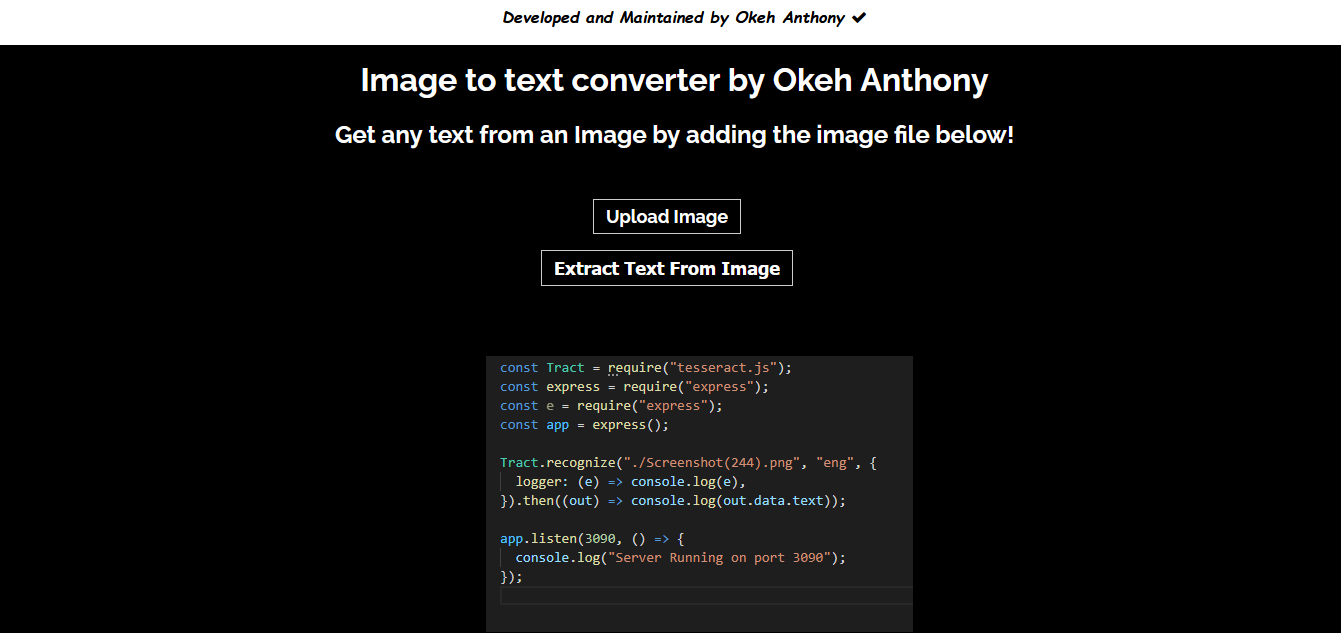 Developed and Maintained by Okeh Anthony ✔
Image to text converter by Okeh Anthony
Get any text from an Image by adding the image file below!
Upload Image
Extract Text From Image
const Tract = require("tesseract.js");
const express = require("express");
const e = require("express");
const app = express();
Tract.recognize("./Screenshot(244).png", "eng", {
  logger: (e) => console.log(e),
}).then((out) => console.log(out.data.text));
app.listen(3090, () => {
  console.log("Server Running on port 3090");
});